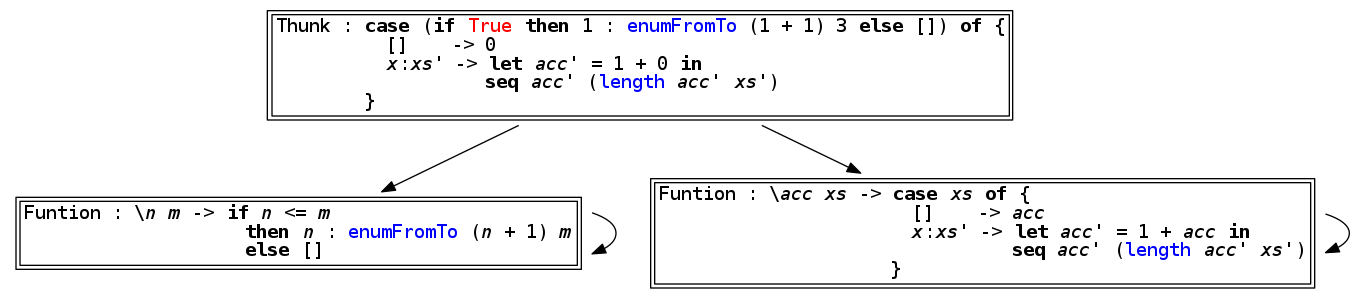 Thunk : case (if True then 1 : enumFromTo (1 + 1) 3 else []) of {
[] -> 0
x:xs' -> let acc' = 1 + 0 in
seq acc' (length acc' xs')
}
Funtion : \n m -> if n <= m
then n : enumFromTo (n + 1) m
else []
Funtion : \acc xs -> case xs of {
[] -> acc
x:xs' -> let acc' = 1 + acc in
seq acc' (length acc' xs')
}